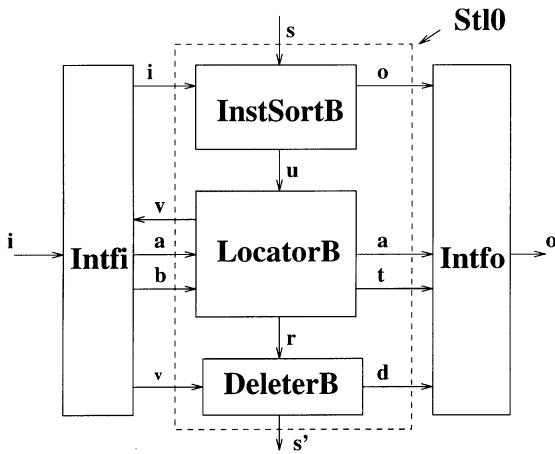 s
Stl0
i
o
InstSortB
u
v
i
a
LocatorB
a
o
Intfi
Intfo
b
t
r
v
DeleterB
d
s'